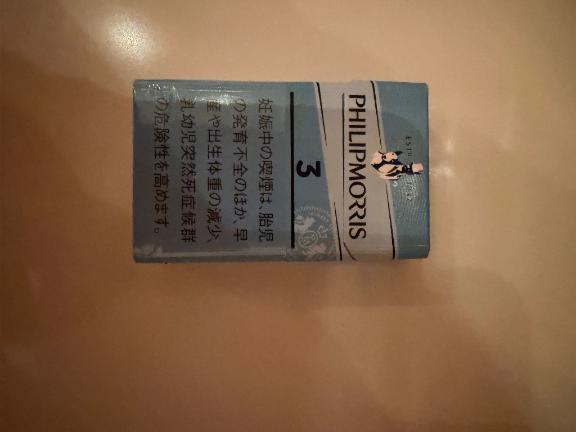 PHILIP MORRIS
3
妊娠中の喫煙は、胎児
の発育不全のほか、早
産や出生体重の減少、
乳幼児突然死症候群
の危険性を高めます。